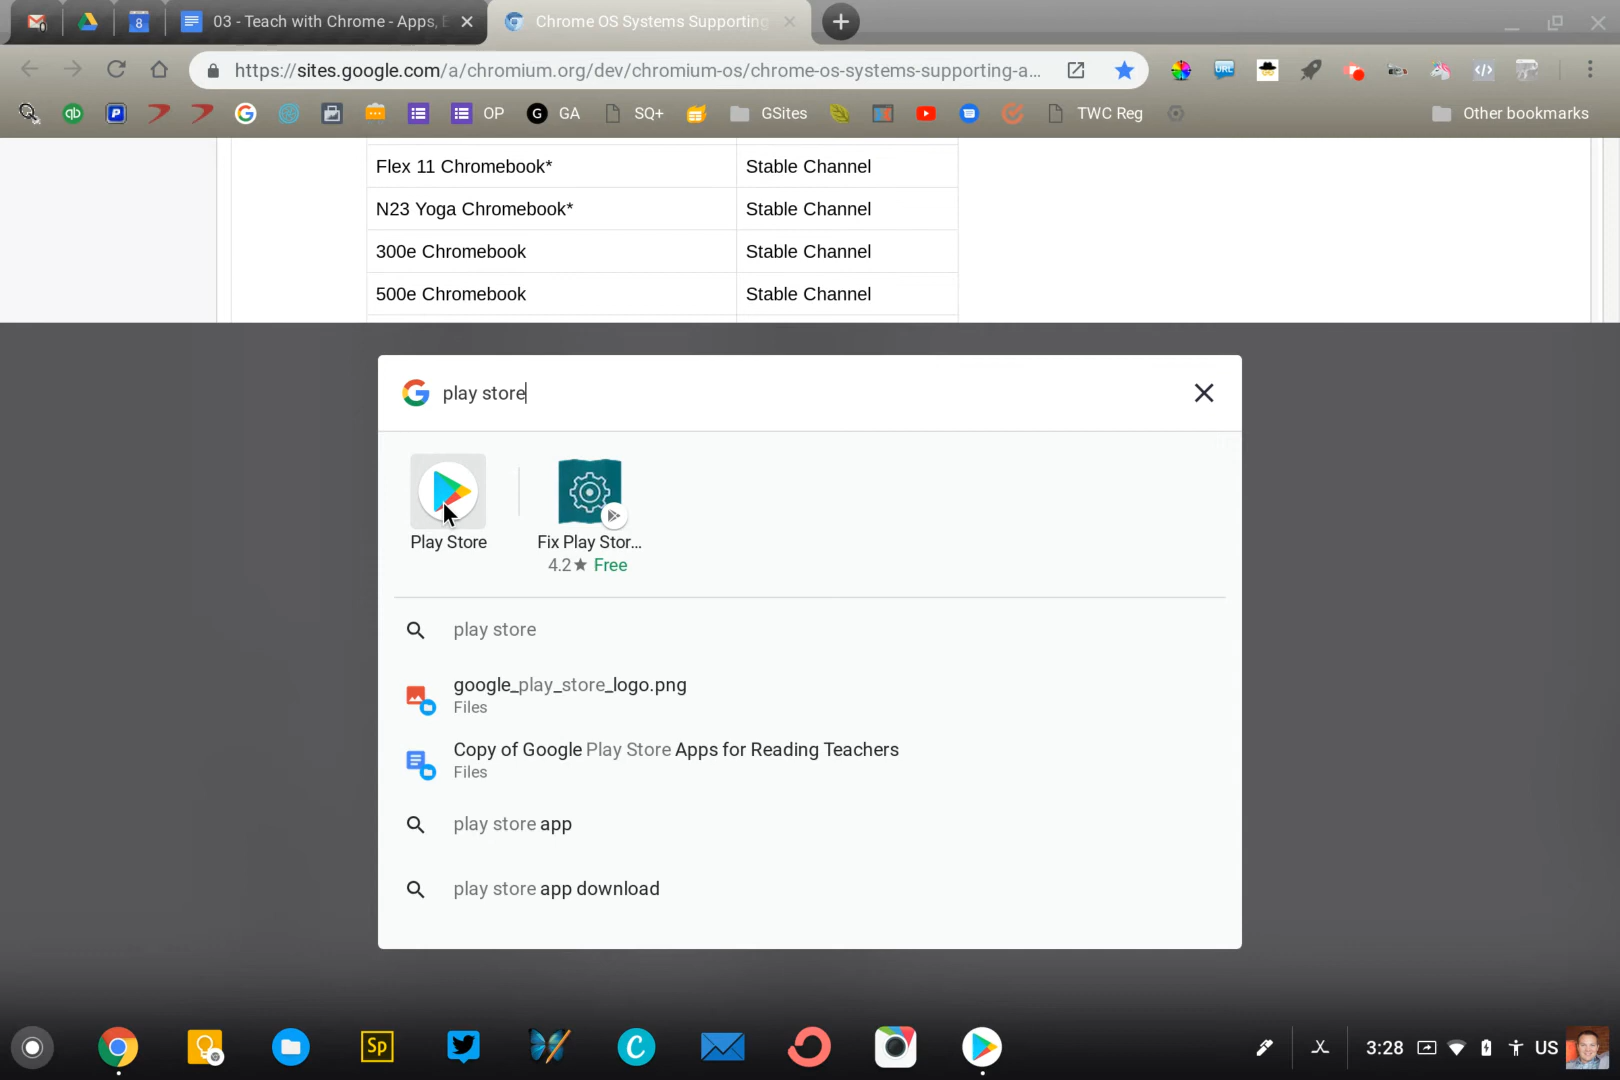 03 - Teach with Chrome - Apps, E
Chrome OS Systems Supporting
https://sites.google.com/a/chromium.org/dev/chromium-os/chrome-os-systems-supporting-a...
URL
qb
P
OP
G
GA
SQ+
GSites
TWC Reg
Other bookmarks
Flex 11 Chromebook* Stable Channel
N23 Yoga Chromebook* Stable Channel
300e Chromebook Stable Channel
500e Chromebook Stable Channel
play store
Play Store
Fix Play Stor...
4.2★ Free
play store
google_play_store_logo.png
Files
Copy of Google Play Store Apps for Reading Teachers
Files
play store app
play store app download
Sp
3:28
US